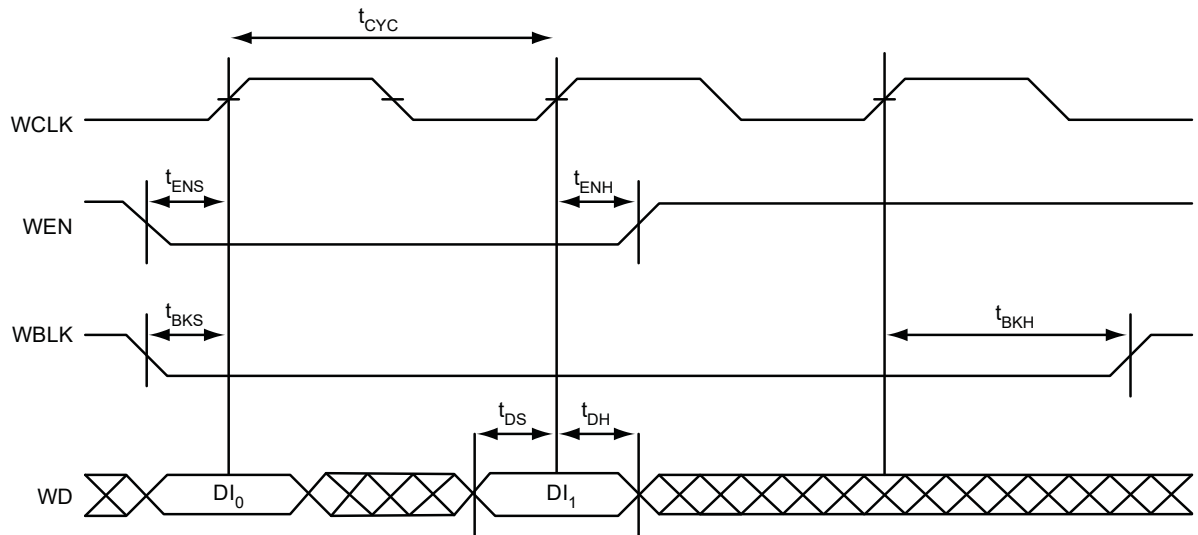 tCYC
WCLK
tENS
tENH
WEN
tBKS
tBKH
WBLK
tDS
tDH
WD
DI0
DI1